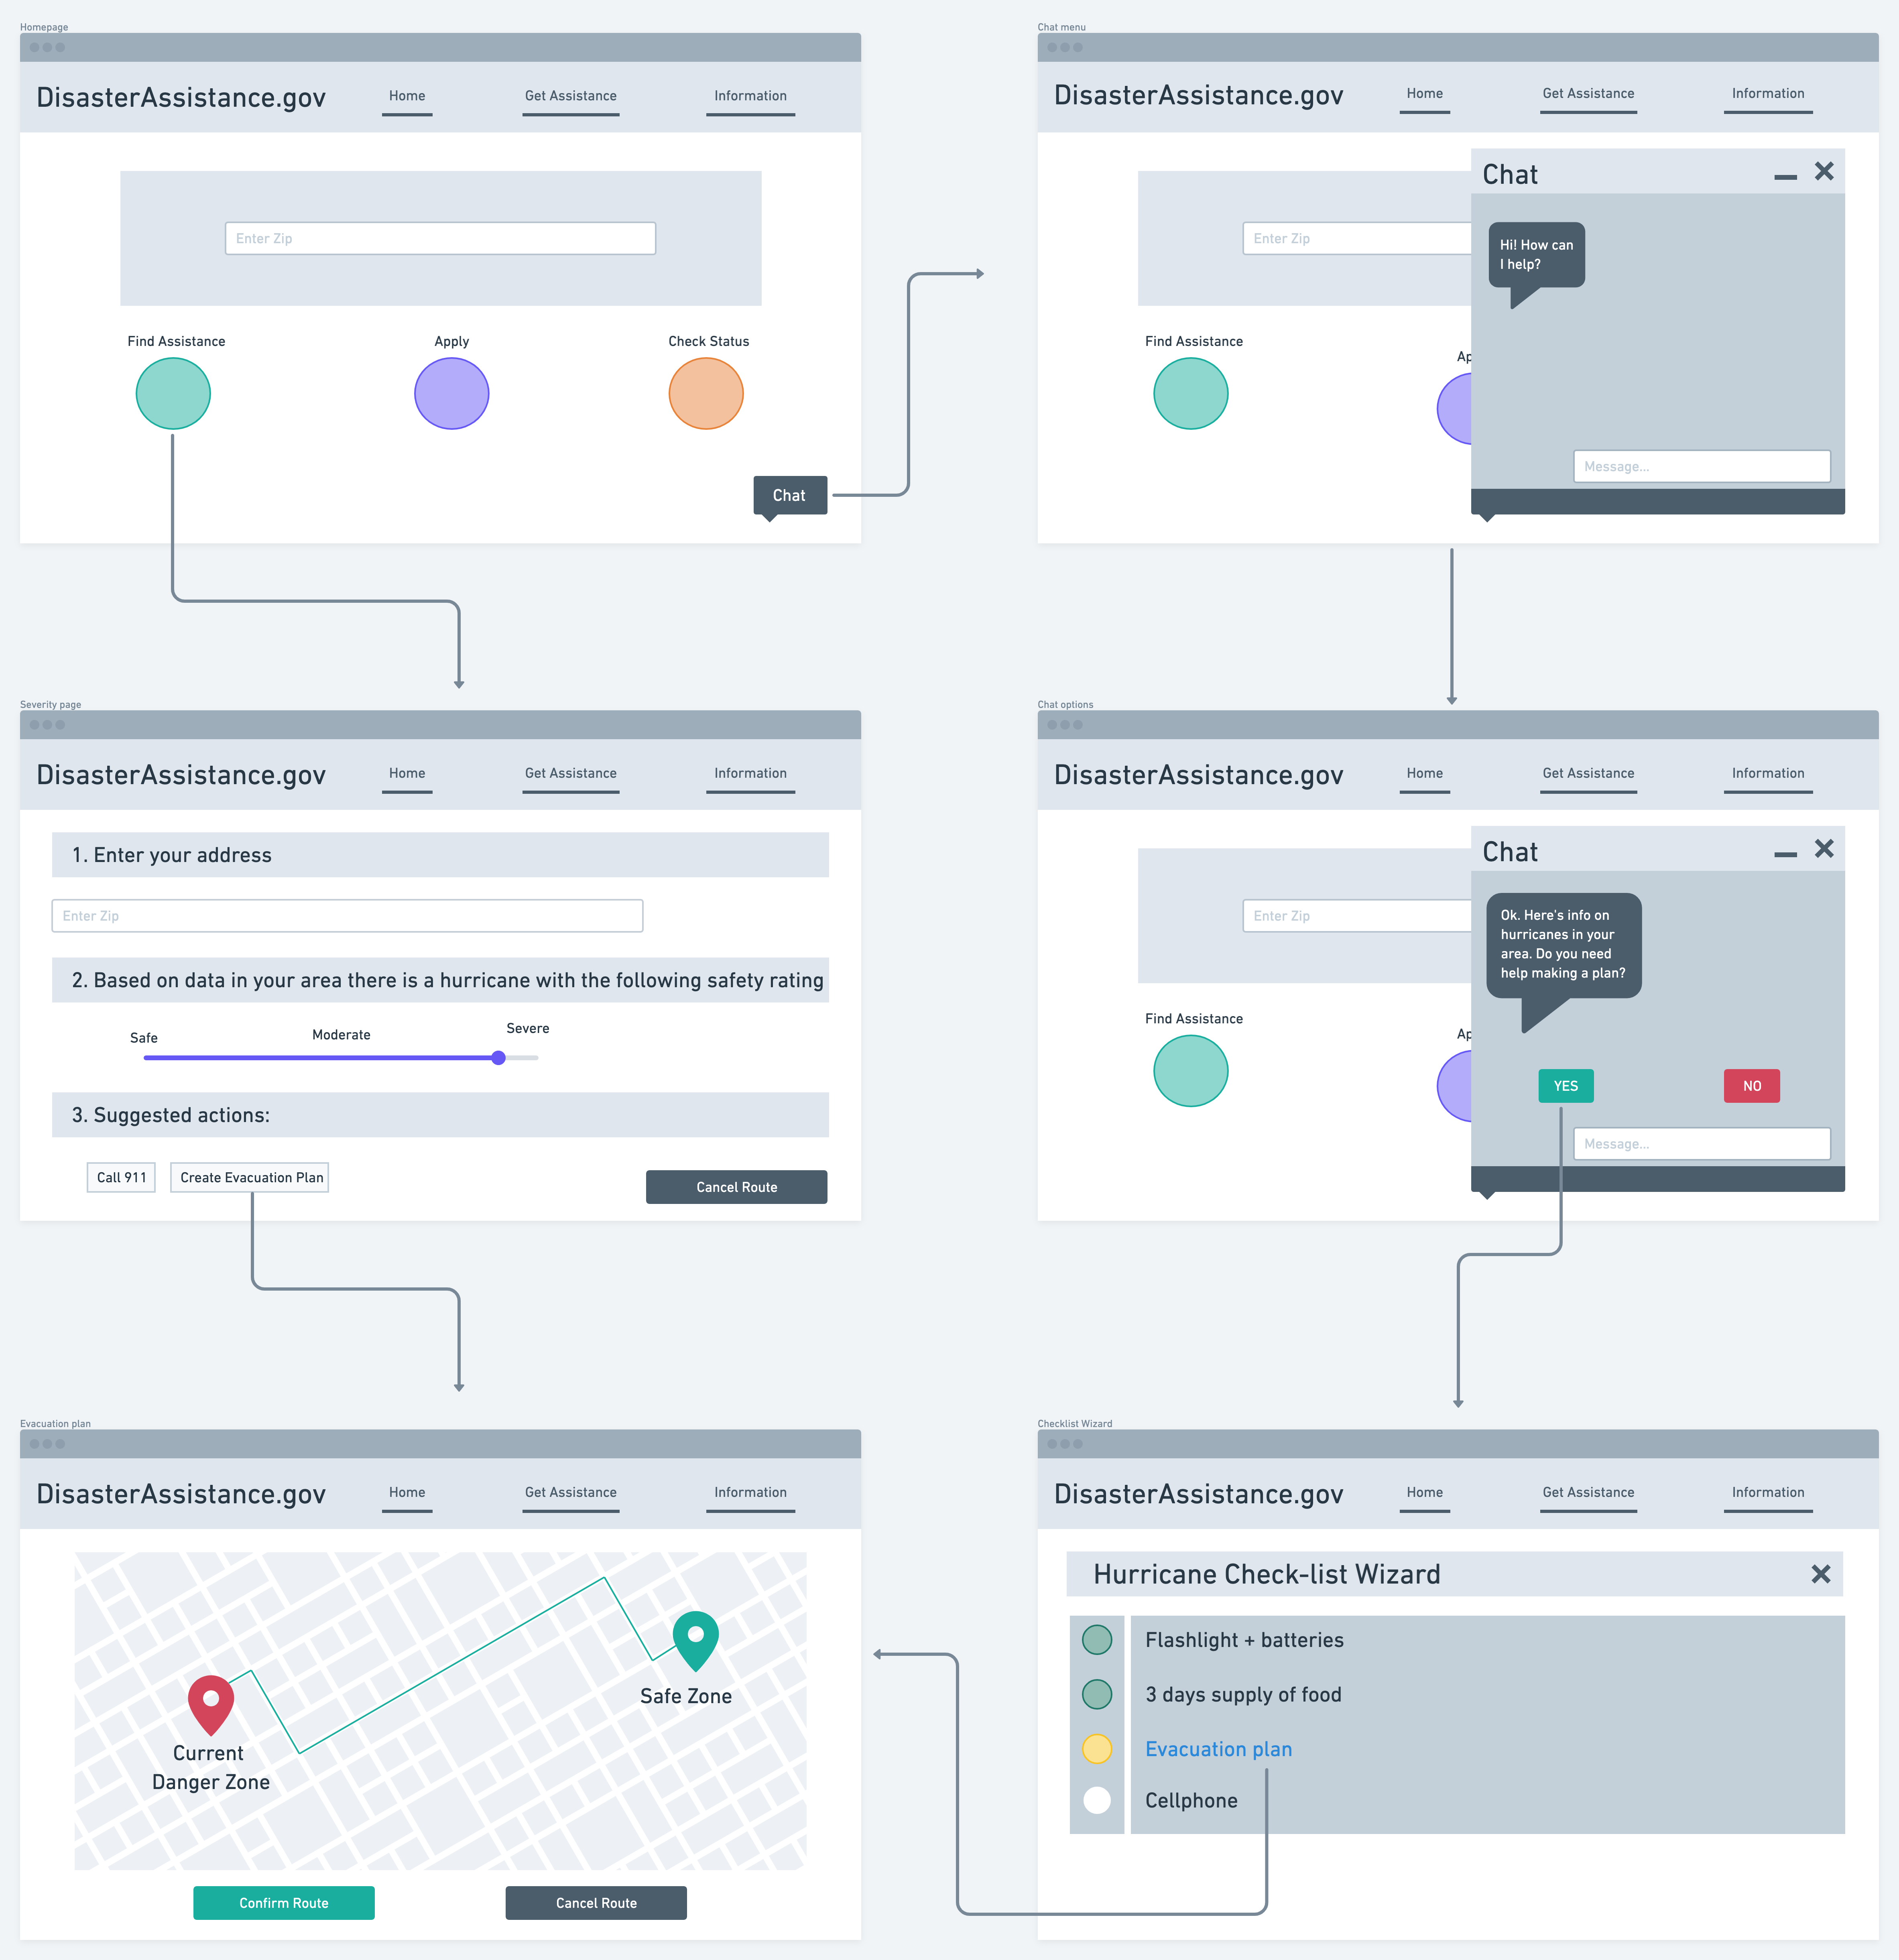 Homepage
DisasterAssistance.gov
Home
Get Assistance
Information
Enter Zip
Find Assistance
Apply
Check Status
Chat
Chat menu
DisasterAssistance.gov
Home
Get Assistance
Information
Enter Zip
Find Assistance
Ap
Chat
Hi! How can
I help?
Message...
Severity page
DisasterAssistance.gov
Home
Get Assistance
Information
1. Enter your address
Enter Zip
2. Based on data in your area there is a hurricane with the following safety rating
Safe
Moderate
Severe
3. Suggested actions:
Call 911
Create Evacuation Plan
Cancel Route
Chat options
DisasterAssistance.gov
Home
Get Assistance
Information
Enter Zip
Find Assistance
Ap
Chat
Ok. Here's info on
hurricanes in your
area. Do you need
help making a plan?
YES
NO
Message...
Evacuation plan
DisasterAssistance.gov
Home
Get Assistance
Information
Safe Zone
Current
Danger Zone
Confirm Route
Cancel Route
Checklist Wizard
DisasterAssistance.gov
Home
Get Assistance
Information
Hurricane Check-list Wizard
Flashlight + batteries
3 days supply of food
Evacuation plan
Cellphone